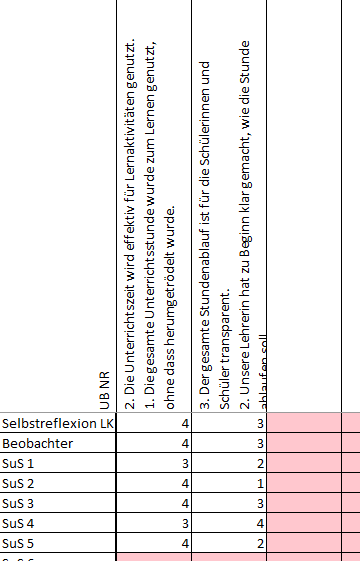 UB NR
2. Die Unterrichtszeit wird effektiv für Lernaktivitäten genutzt.
1. Die gesamte Unterrichtsstunde wurde zum Lernen genutzt,
ohne dass herumgetrödelt wurde.
3. Der gesamte Stundenablauf ist für die Schülerinnen und
Schüler transparent.
2. Unsere Lehrerin hat zu Beginn klar gemacht, wie die Stunde
ablaufen soll
Selbstreflexion LK 4 3
Beobachter 4 3
SuS 1 3 2
SuS 2 4 1
SuS 3 4 3
SuS 4 3 4
SuS 5 4 2